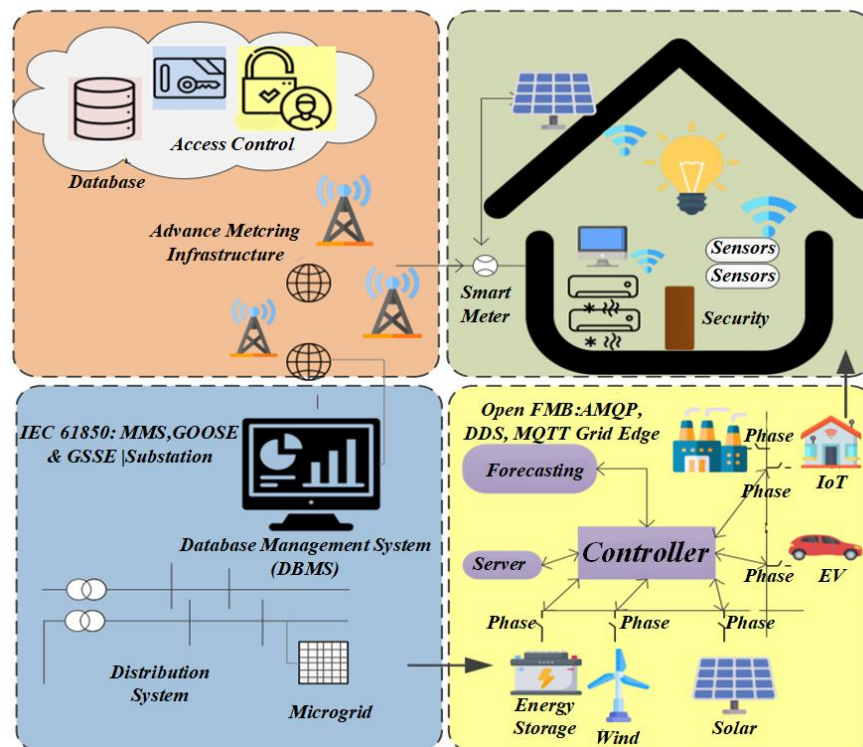 Access Control
Database
Advance Metcring
Infrastructure
Sensors
Sensors
Smart
Meter
Security
IEC 61850: MMS,GOOSE
& GSSE |Substation
Database Management System
(DBMS)
Distribution
System
Microgrid
Open FMB:AMQP,
DDS, MQTT Grid Edge
Phase
Forecasting
Phase
IoT
Controller
Server
Phase
EV
Phase
Phase
Phase
Energy
Storage
Wind
Solar